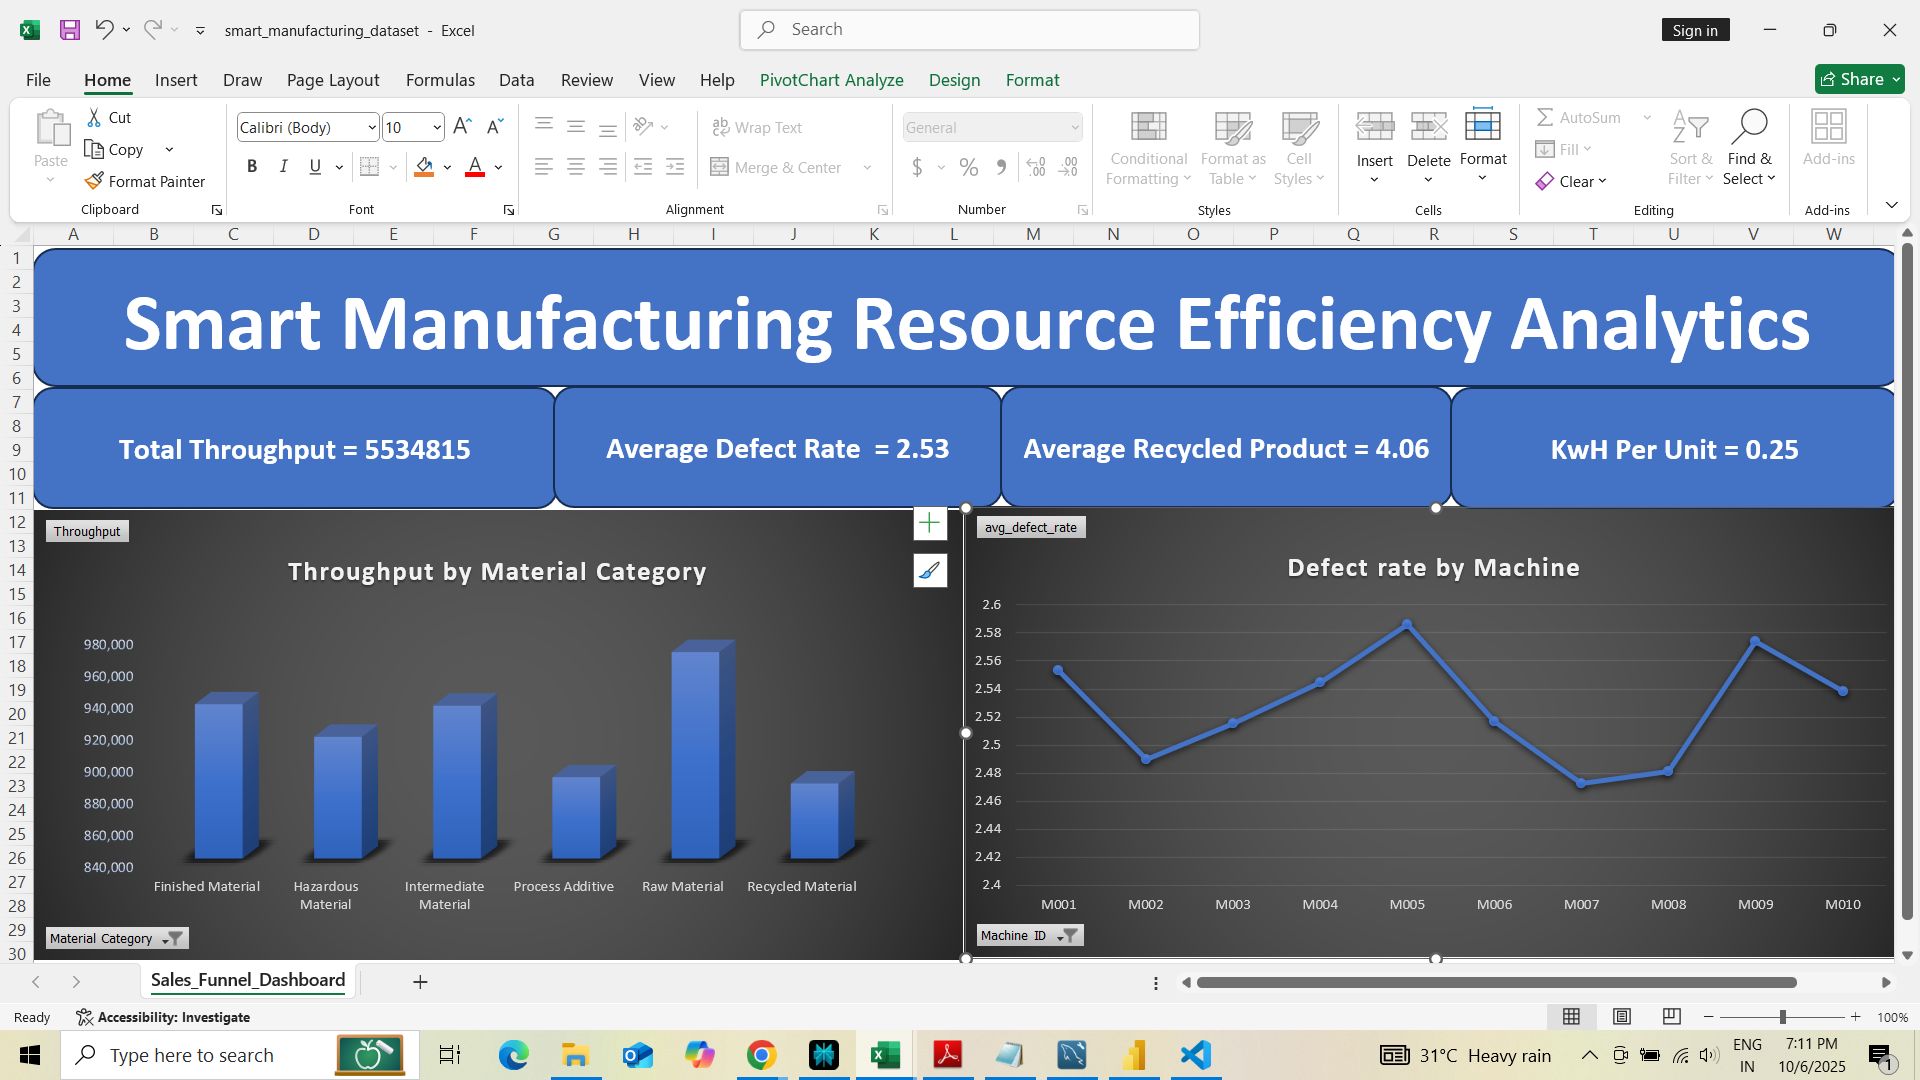 smart_manufacturing_dataset - Excel
Search
Sign in
File Home Insert Draw Page Layout Formulas Data Review View Help PivotChart Analyze Design Format
Share
Paste
Cut
Copy
Format Painter
Clipboard
Calibri (Body) 10
B I U
Font
Wrap Text
Merge & Center
Alignment
General
$ %
Number
Conditional Formatting
Format as Table
Cell Styles
Styles
Insert
Delete
Format
Cells
AutoSum
Fill
Clear
Sort & Filter
Find & Select
Editing
Add-ins
Add-ins
A B C D E F G H I J K L M N O P Q R S T U V W
1
2
3
4
5
6
7
8
9
10
11
12
13
14
15
16
17
18
19
20
21
22
23
24
25
26
27
28
29
30
Smart Manufacturing Resource Efficiency Analytics
Total Throughput = 5534815
Average Defect Rate = 2.53
Average Recycled Product = 4.06
KwH Per Unit = 0.25
Throughput
Throughput by Material Category
980,000
960,000
940,000
920,000
900,000
880,000
860,000
840,000
Finished Material
Hazardous Material
Intermediate Material
Process Additive
Raw Material
Recycled Material
Material Category
avg_defect_rate
Defect rate by Machine
2.6
2.58
2.56
2.54
2.52
2.5
2.48
2.46
2.44
2.42
2.4
M001 M002 M003 M004 M005 M006 M007 M008 M009 M010
Machine ID
Sales_Funnel_Dashboard
Ready
Accessibility: Investigate
100%
Type here to search
31°C Heavy rain
ENG
IN
7:11 PM
10/6/2025
1